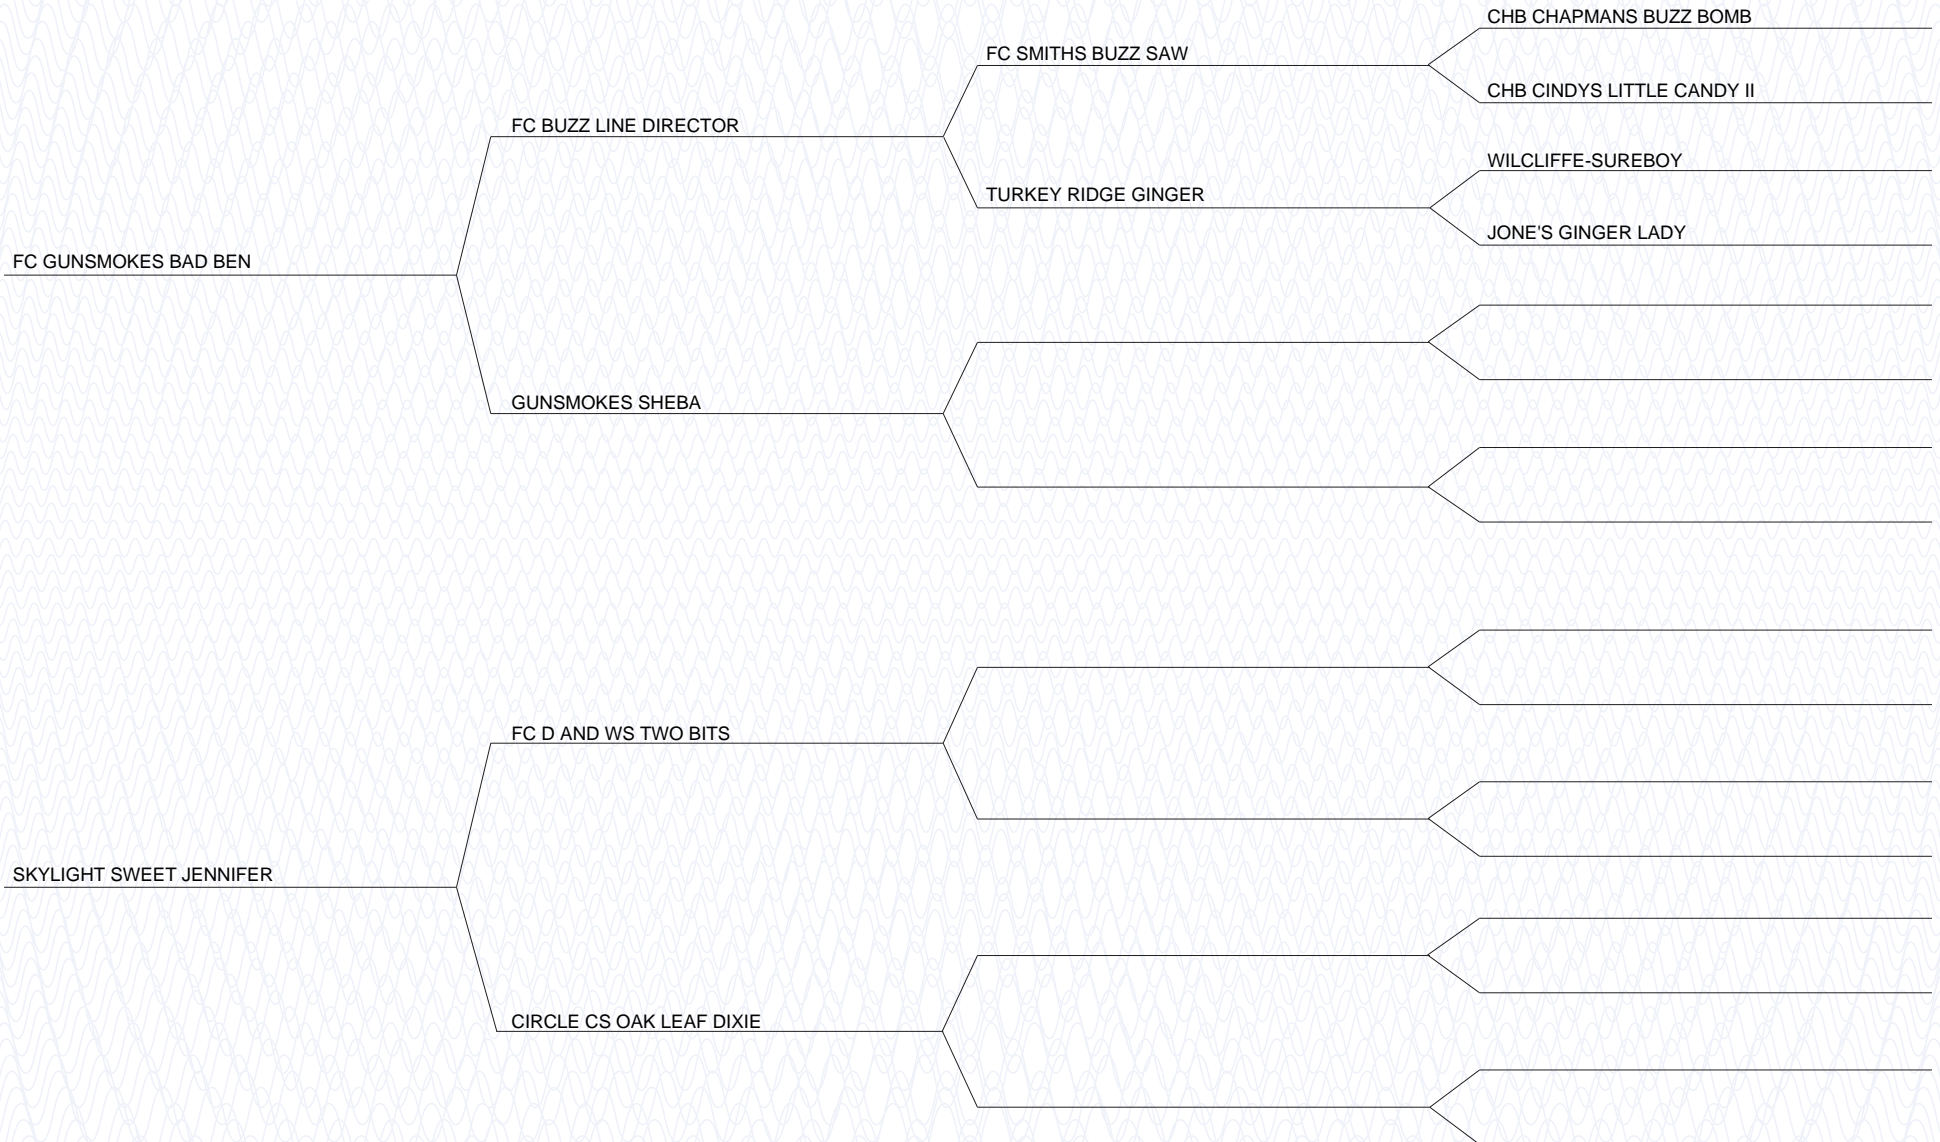 CHB CHAPMANS BUZZ BOMB
FC SMITHS BUZZ SAW
CHB CINDYS LITTLE CANDY II
FC BUZZ LINE DIRECTOR
WILCLIFFE-SUREBOY
TURKEY RIDGE GINGER
JONE'S GINGER LADY
FC GUNSMOKES BAD BEN
GUNSMOKES SHEBA
FC D AND WS TWO BITS
SKYLIGHT SWEET JENNIFER
CIRCLE CS OAK LEAF DIXIE